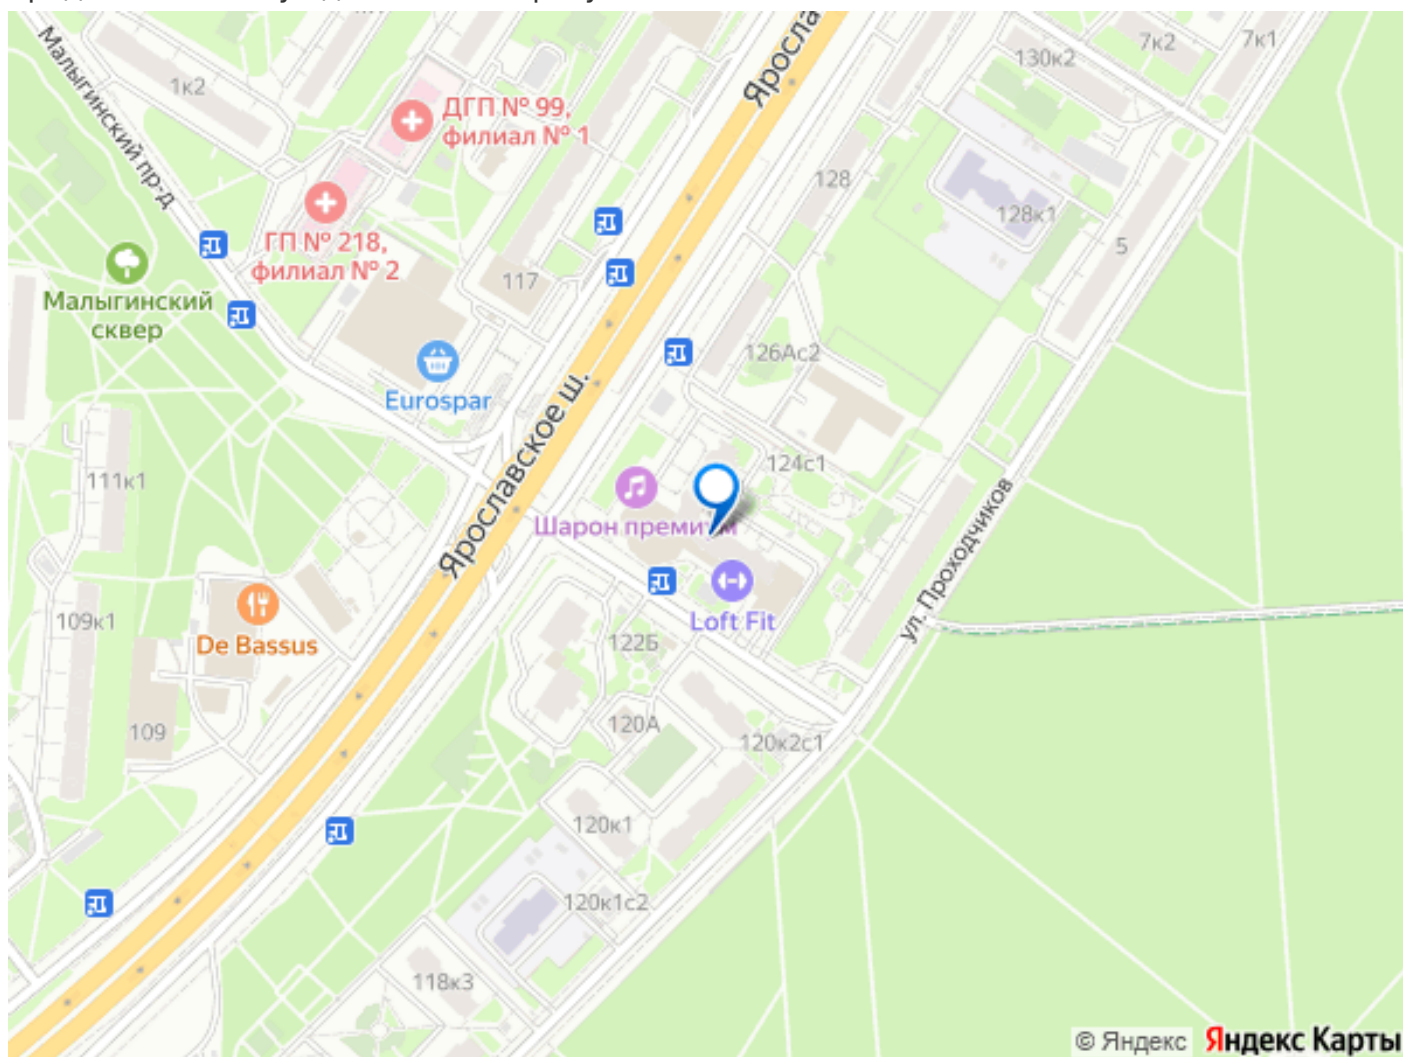 Малыгинский пр-д
1к2
ДГП № 99,
филиал № 1
Яросла
130к2
7к2
7к1
128
128к1
5
ГП № 218,
филиал № 2
117
Малыгинский
сквер
Eurospar
126Ас2
Ярославское ш.
111к1
124с1
Шарон премиум
ул. Проходчиков
109к1
De Bassus
Loft Fit
122Б
109
120А
120к2с1
120к1
120к1с2
118к3
© Яндекс Яндекс Карты